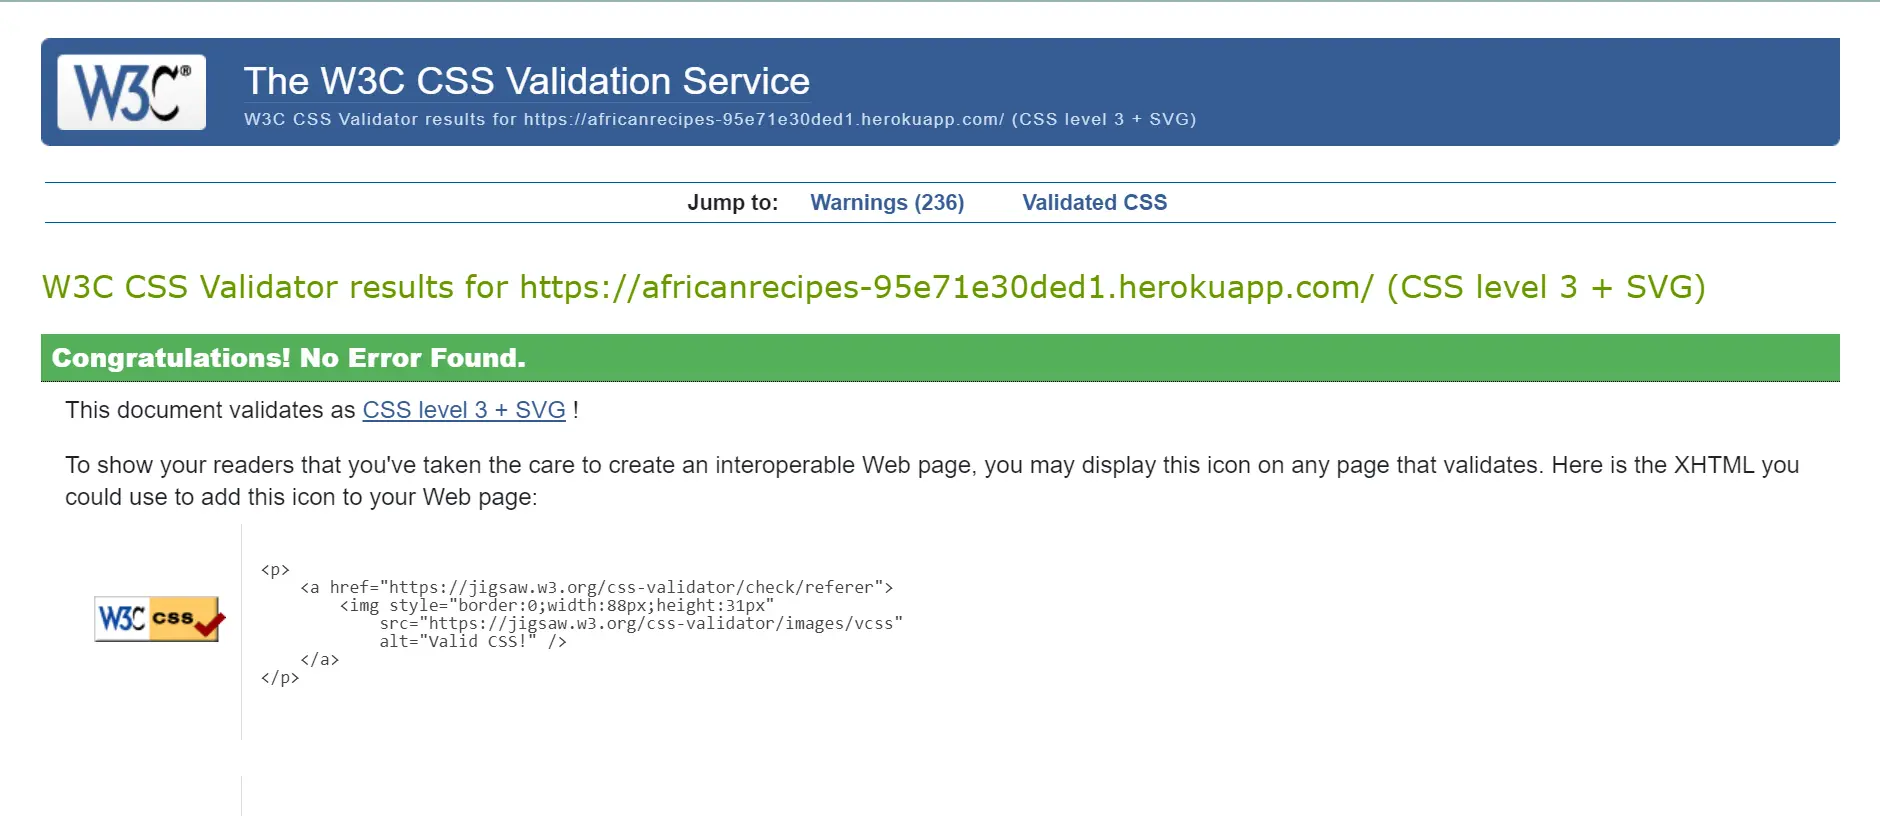 W3C®
The W3C CSS Validation Service
W3C CSS Validator results for https://africanrecipes-95e71e30ded1.herokuapp.com/ (CSS level 3 + SVG)
Jump to: Warnings (236) Validated CSS
W3C CSS Validator results for https://africanrecipes-95e71e30ded1.herokuapp.com/ (CSS level 3 + SVG)
Congratulations! No Error Found.
This document validates as CSS level 3 + SVG !
To show your readers that you've taken the care to create an interoperable Web page, you may display this icon on any page that validates. Here is the XHTML you
could use to add this icon to your Web page:
W3C css
<p>
    <a href="https://jigsaw.w3.org/css-validator/check/referer">
        <img style="border:0;width:88px;height:31px"
            src="https://jigsaw.w3.org/css-validator/images/vcss"
            alt="Valid CSS!" />
    </a>
</p>